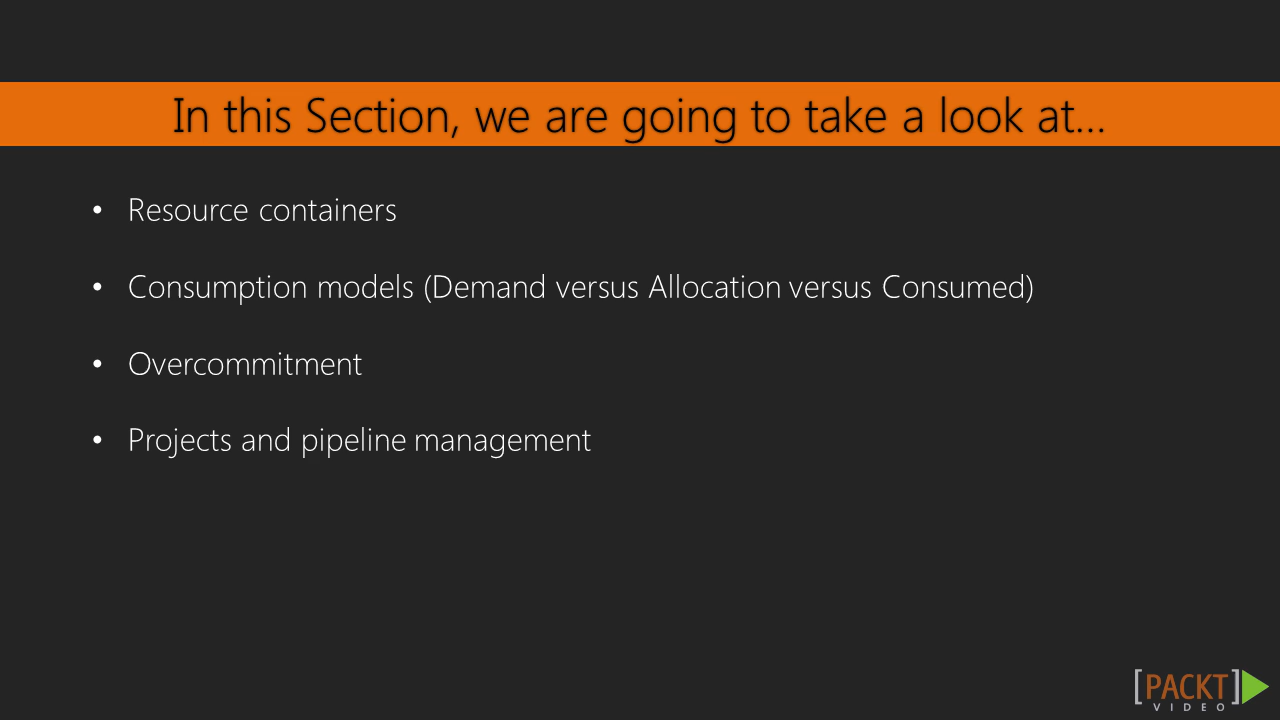 In this Section, we are going to take a look at...
• Resource containers
• Consumption models (Demand versus Allocation versus Consumed)
• Overcommitment
• Projects and pipeline management
[PACKT]
VIDEO